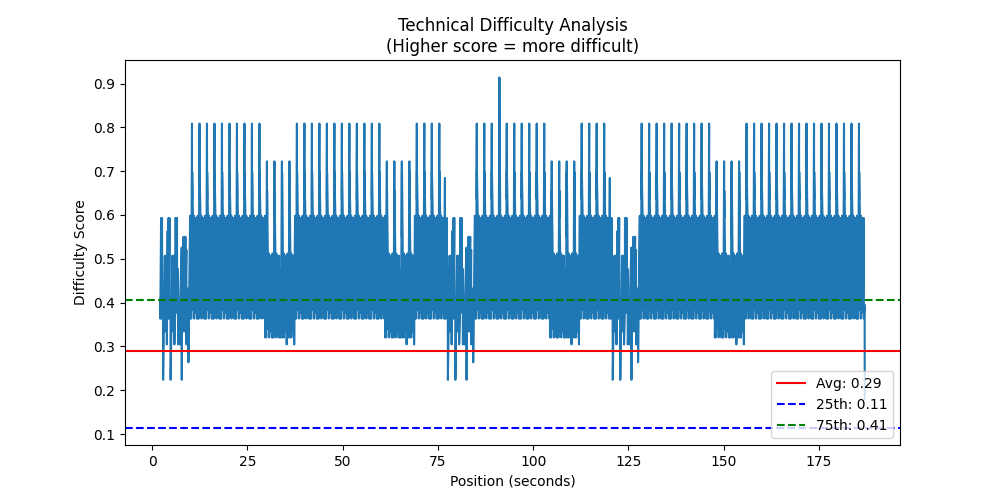 Technical Difficulty Analysis
(Higher score = more difficult)
Difficulty Score
0.9
0.8
0.7
0.6
0.5
0.4
0.3
0.2
0.1
Avg: 0.29
25th: 0.11
75th: 0.41
0 25 50 75 100 125 150 175
Position (seconds)